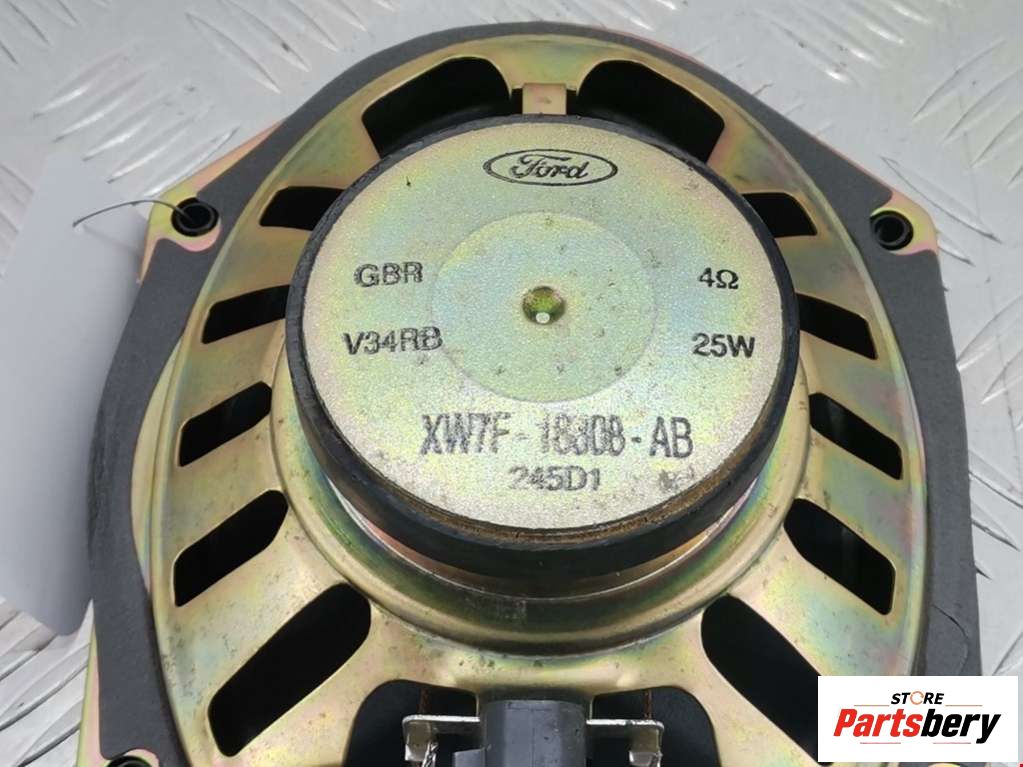 Ford
GBR 4Ω
V34RB 25W
XW7F-18808-AB
245D1
STORE
Partsbery